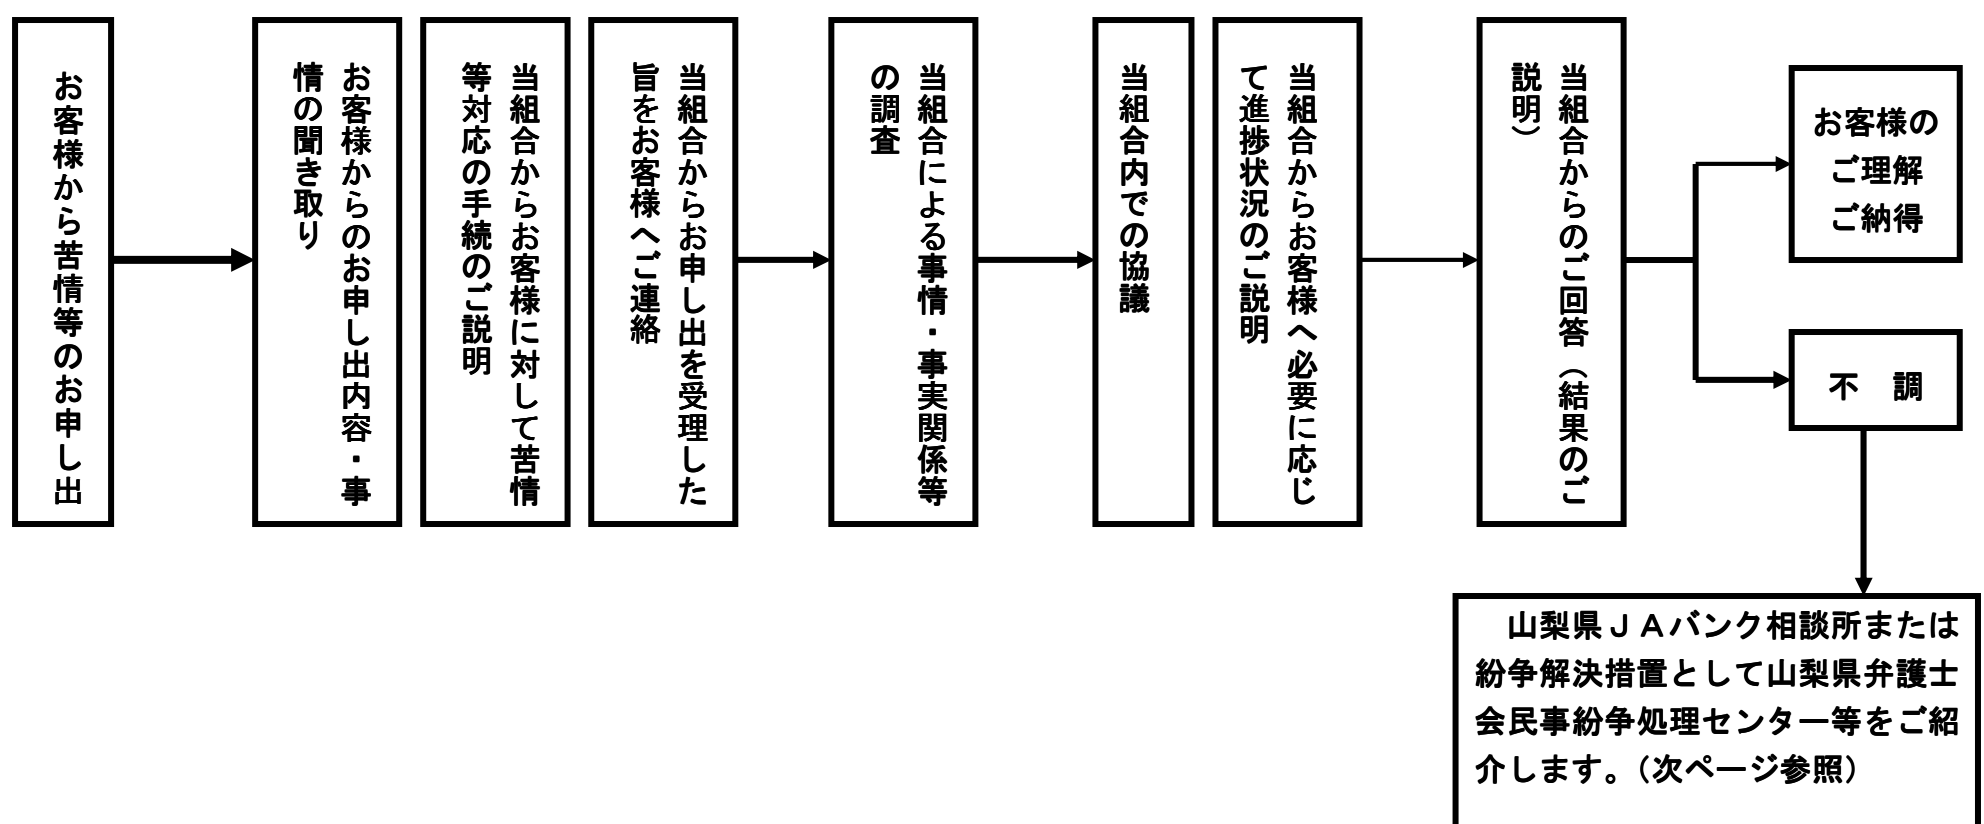 お客様から苦情等のお申し出
お客様からのお申し出内容・事
情の聞き取り
当組合からお客様に対して苦情
等対応の手続のご説明
当組合からお申し出を受理した
旨をお客様へご連絡
当組合による事情・事実関係等
の調査
当組合内での協議
当組合からお客様へ必要に応じ
て進捗状況のご説明
当組合からのご回答（結果のご
説明）
お客様の
ご理解
ご納得
不　調
山梨県ＪＡバンク相談所または
紛争解決措置として山梨県弁護士
会民事紛争処理センター等をご紹
介します。（次ページ参照）